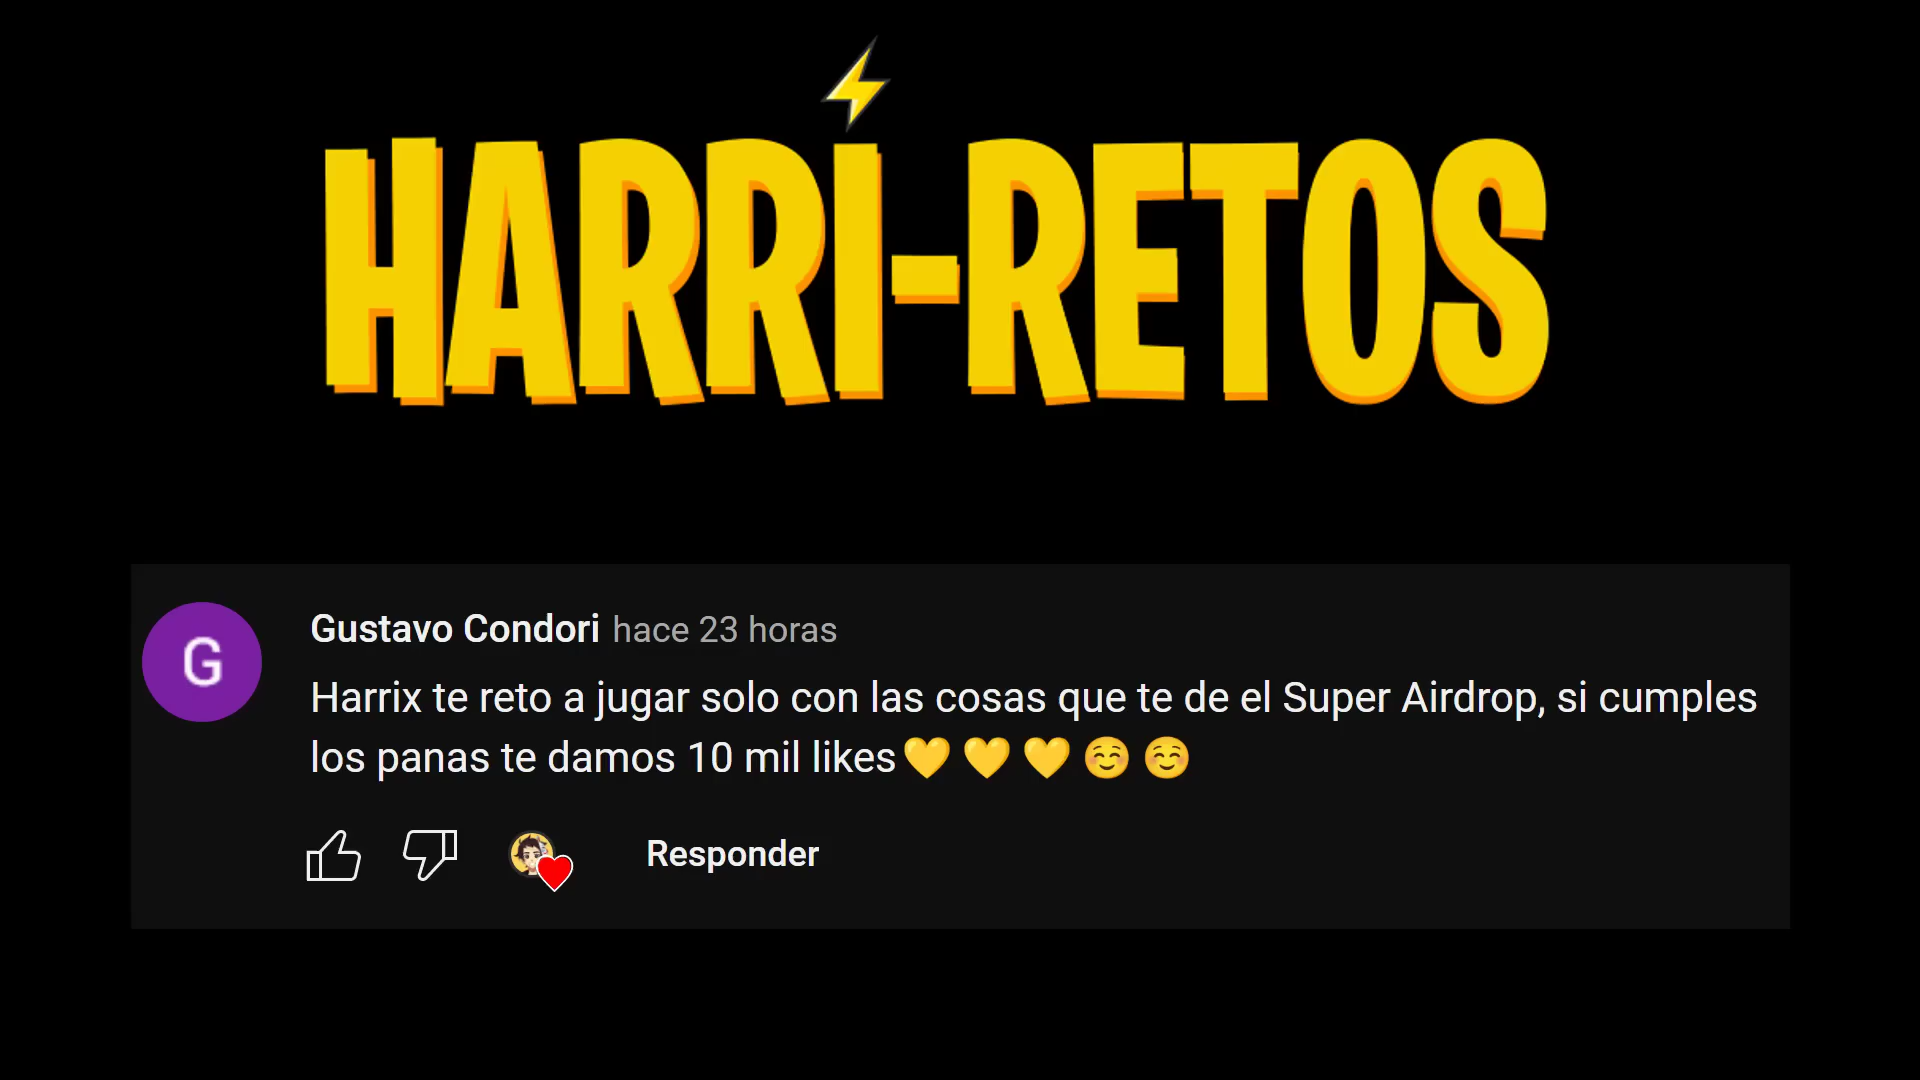 HARRI-RETOS
G
Gustavo Condori hace 23 horas
Harrix te reto a jugar solo con las cosas que te de el Super Airdrop, si cumples
los panas te damos 10 mil likes💛💛💛☺️☺️
Responder